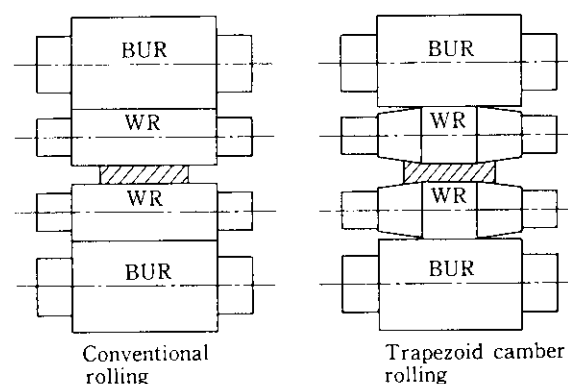 BUR
WR
WR
BUR
Conventional
rolling
BUR
WR
WR
BUR
Trapezoid camber
rolling